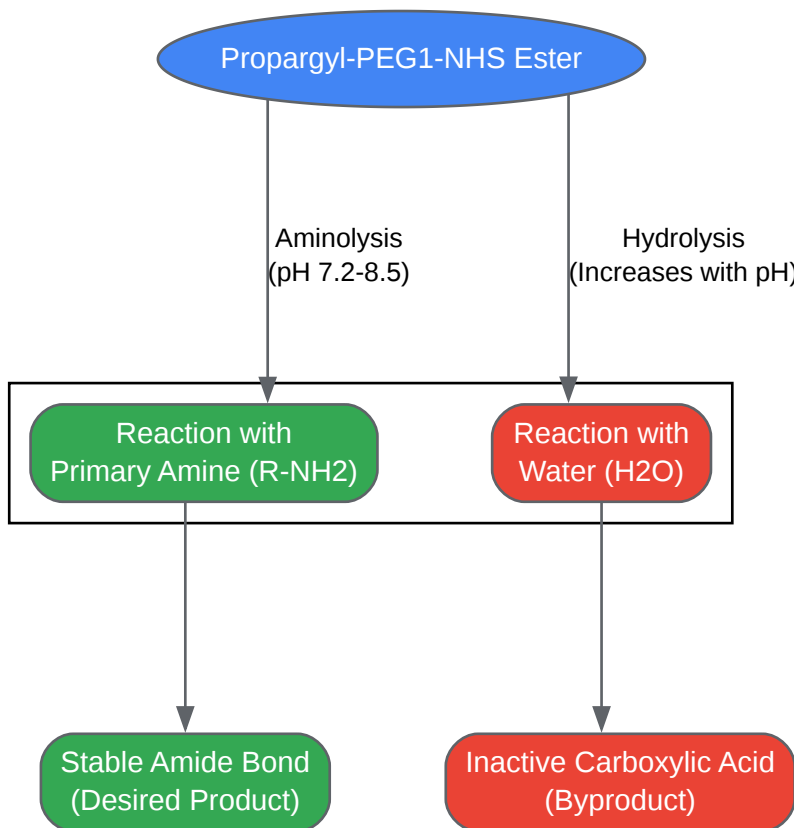 Propargyl-PEG1-NHS Ester
Aminolysis
(pH 7.2-8.5)
Hydrolysis
(Increases with pH)
Reaction with
Primary Amine (R-NH2)
Reaction with
Water (H2O)
Stable Amide Bond
(Desired Product)
Inactive Carboxylic Acid
(Byproduct)